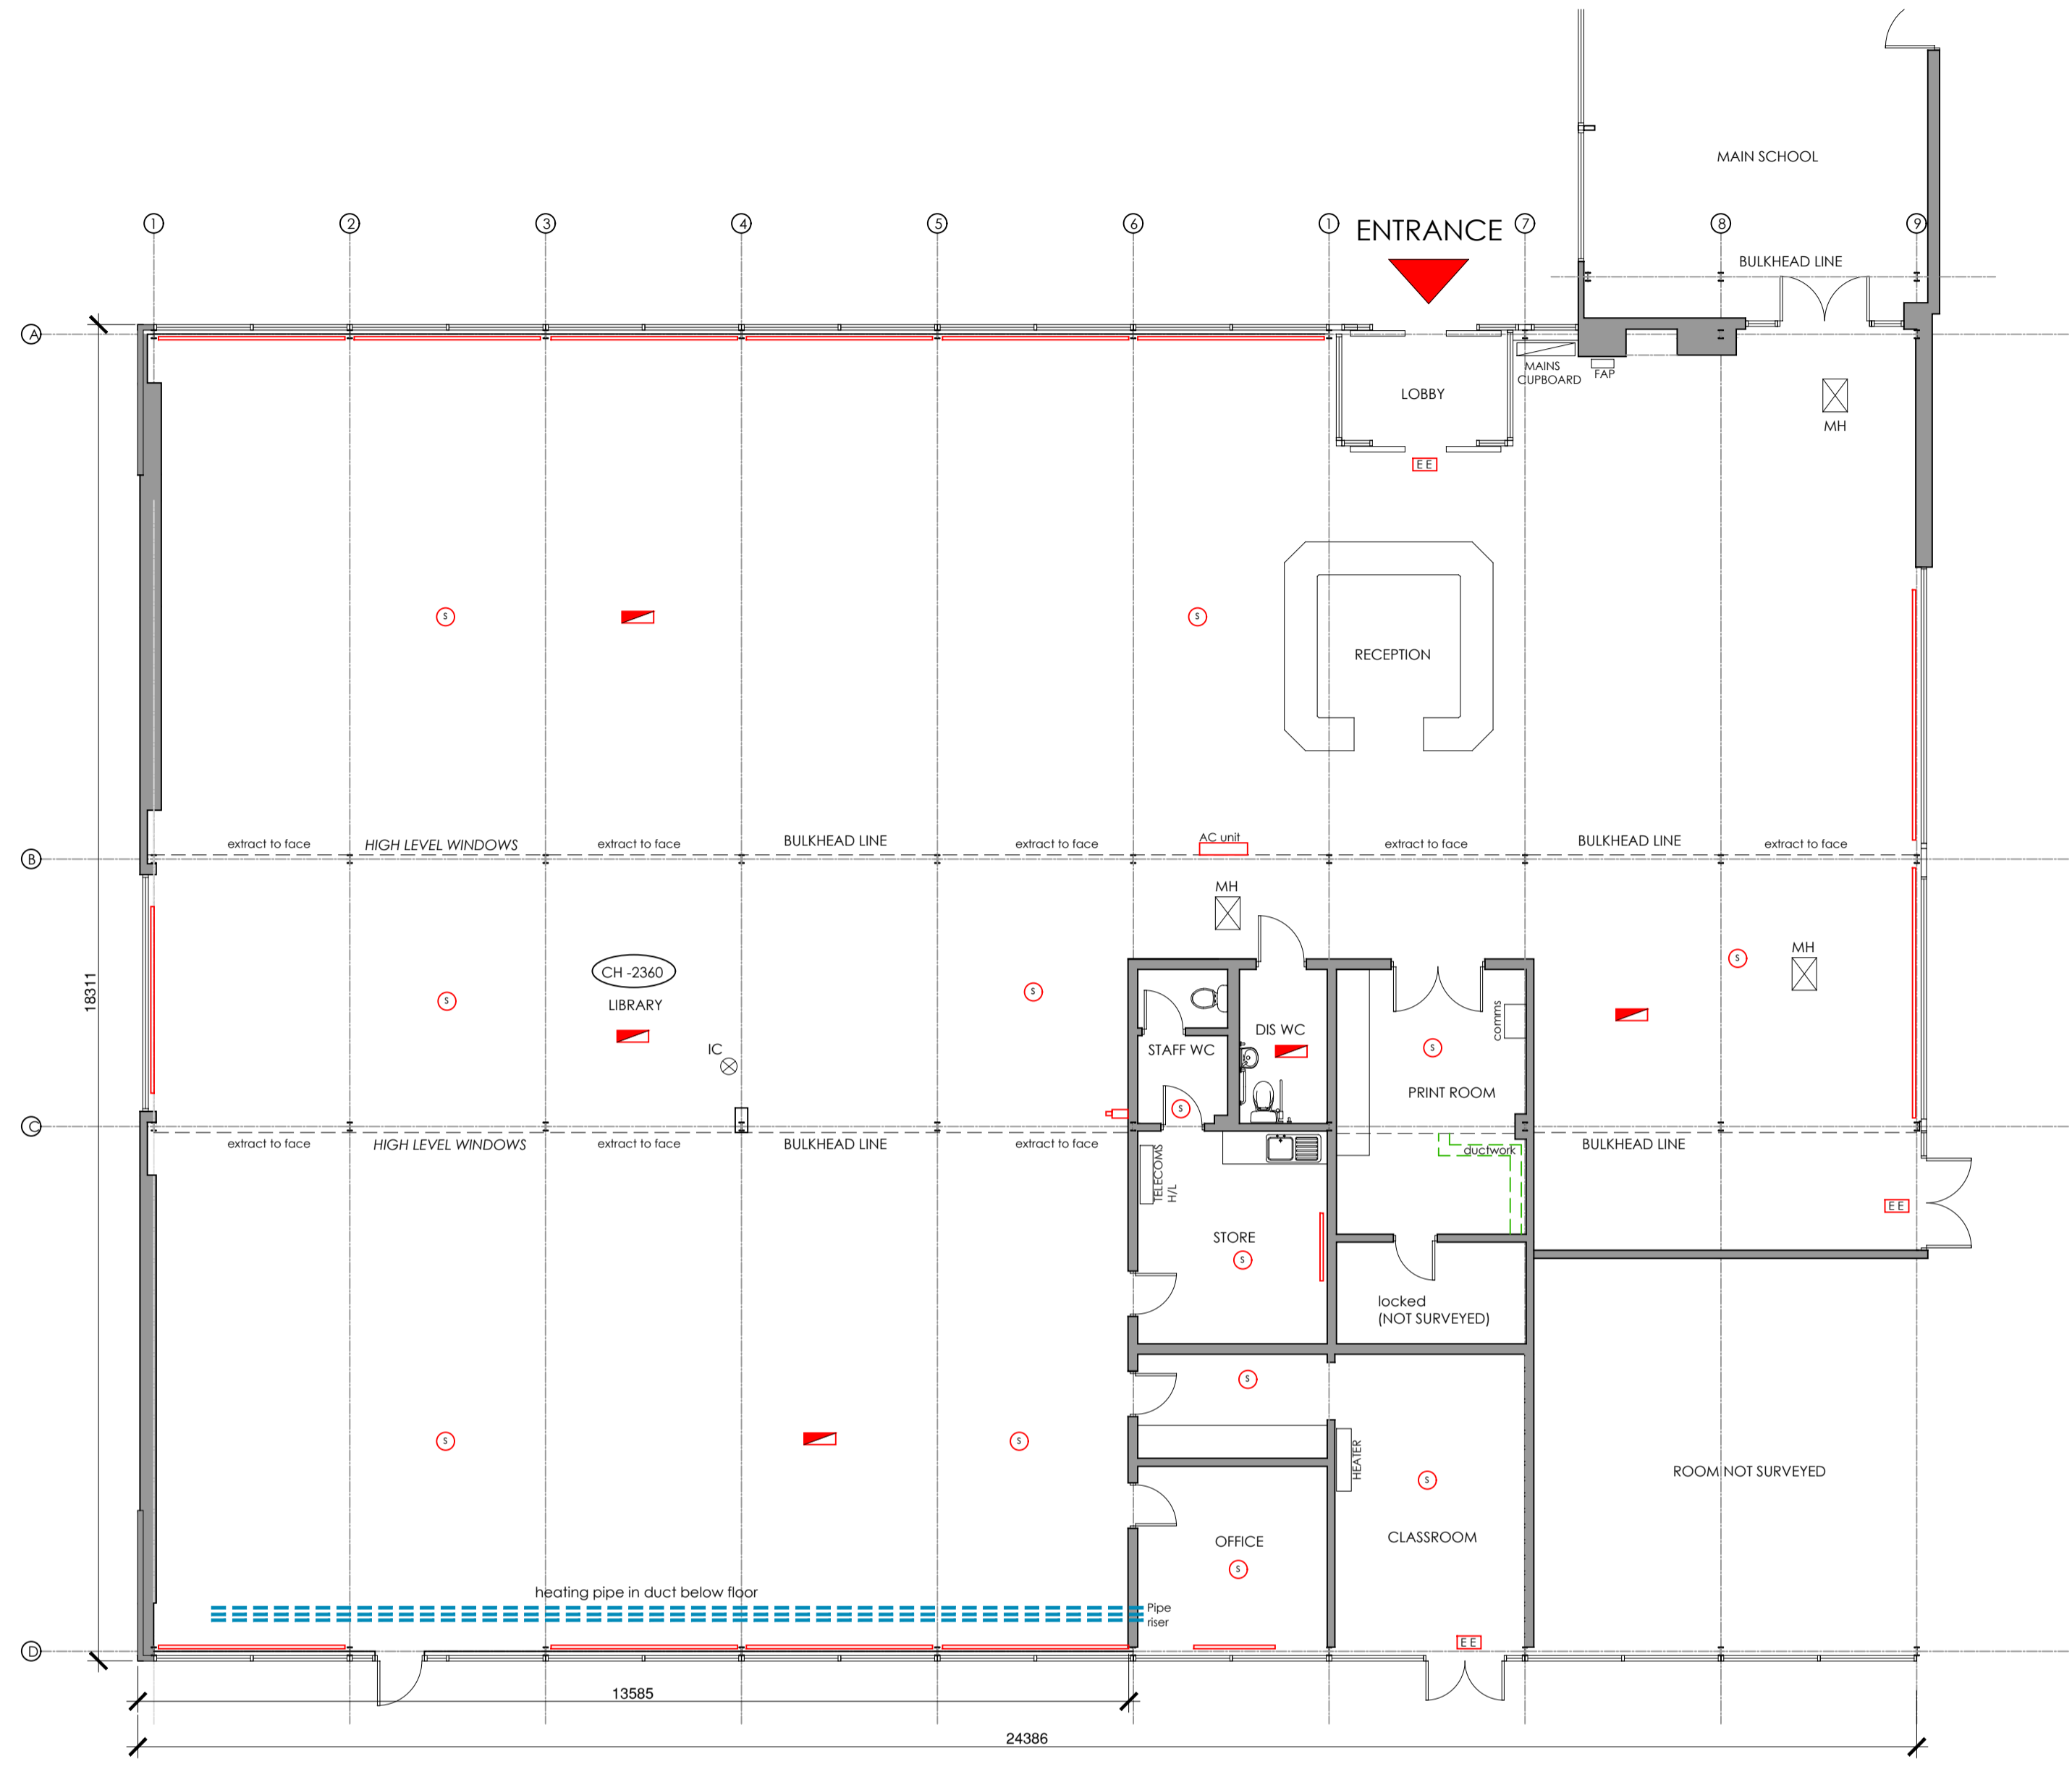 MAIN SCHOOL
1 2 3 4 5 6 1 ENTRANCE 7 8 9
BULKHEAD LINE
A
MAINS
CUPBOARD
FAP
LOBBY
MH
E E
S
S
RECEPTION
extract to face HIGH LEVEL WINDOWS extract to face BULKHEAD LINE extract to face AC unit extract to face BULKHEAD LINE extract to face
B
MH
MH
S
CH -2360
S
S
LIBRARY
18311
comms
DIS WC
IC
STAFF WC
S
PRINT ROOM
S
C
extract to face HIGH LEVEL WINDOWS extract to face BULKHEAD LINE extract to face
BULKHEAD LINE
ductwork
TELECOMS
H/L
E E
STORE
S
locked
(NOT SURVEYED)
S
S
S
HEATER
S
ROOM NOT SURVEYED
CLASSROOM
OFFICE
S
heating pipe in duct below floor
Pipe
riser
E E
D
13585
24386